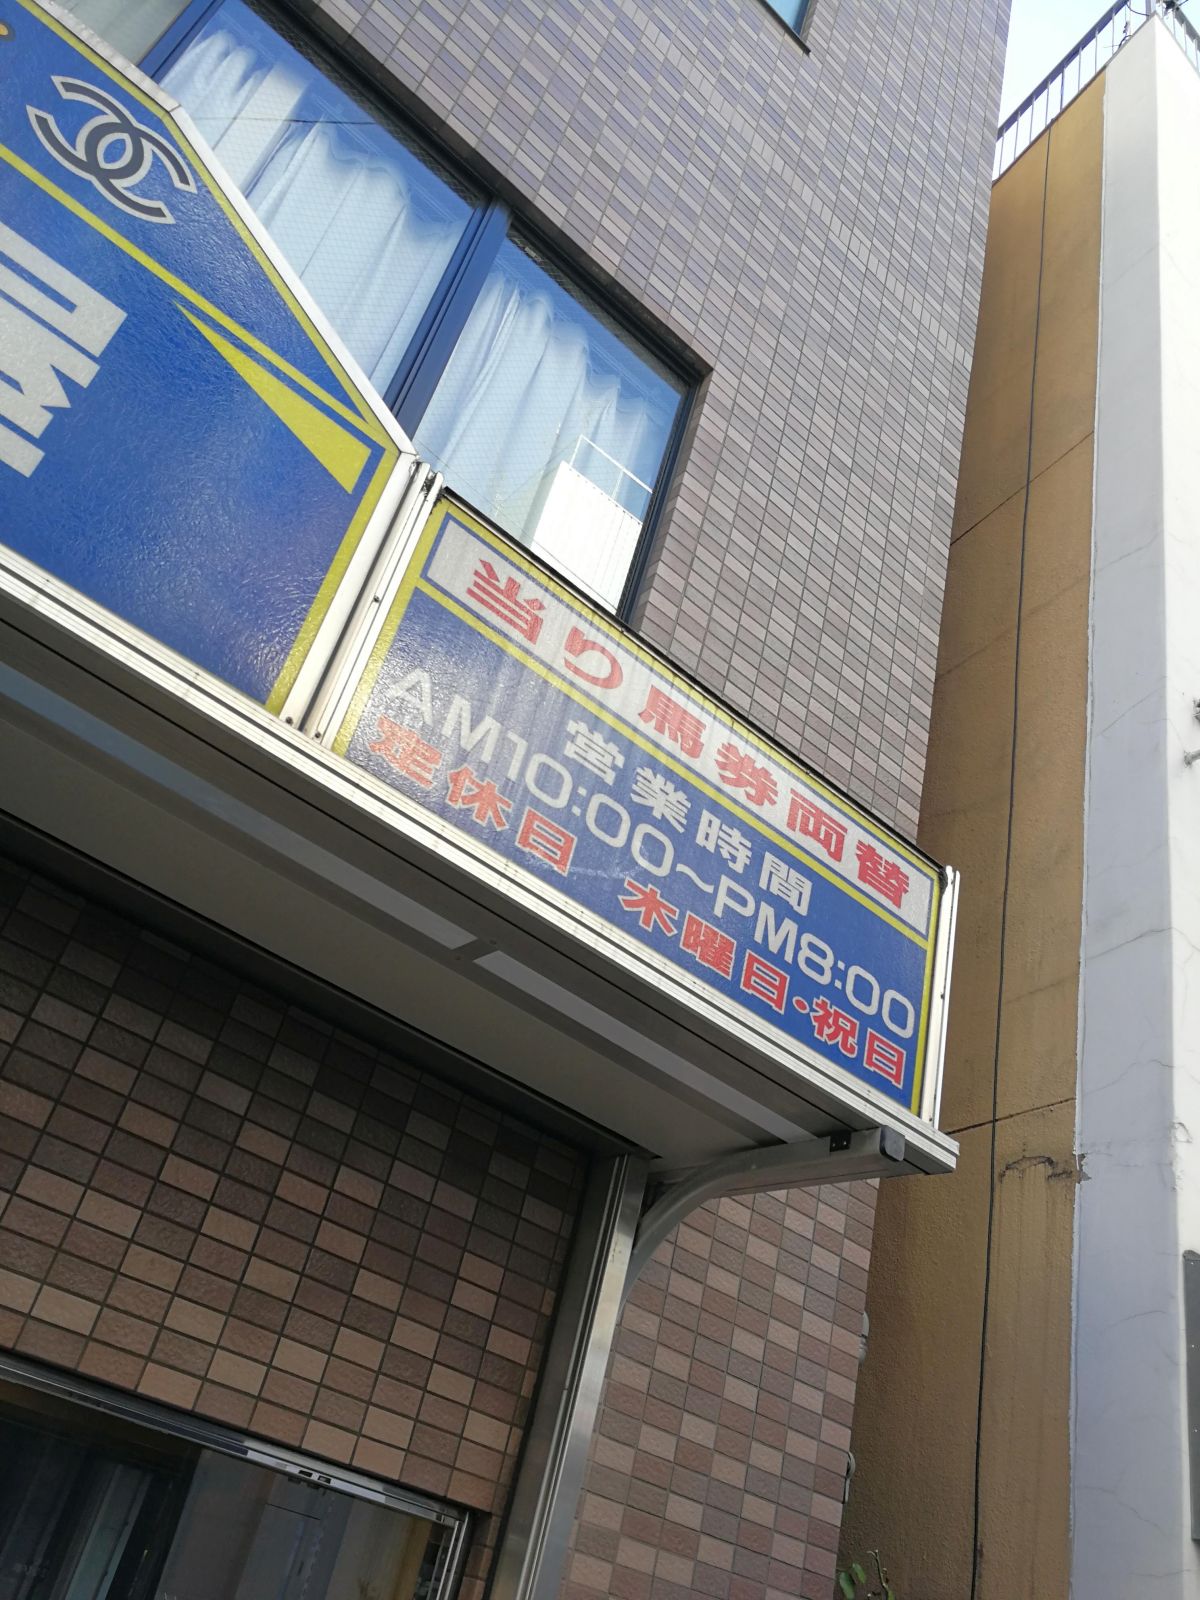 当り馬券両替
営業時間
AM10:00～PM8:00
定休日 木曜日・祝日